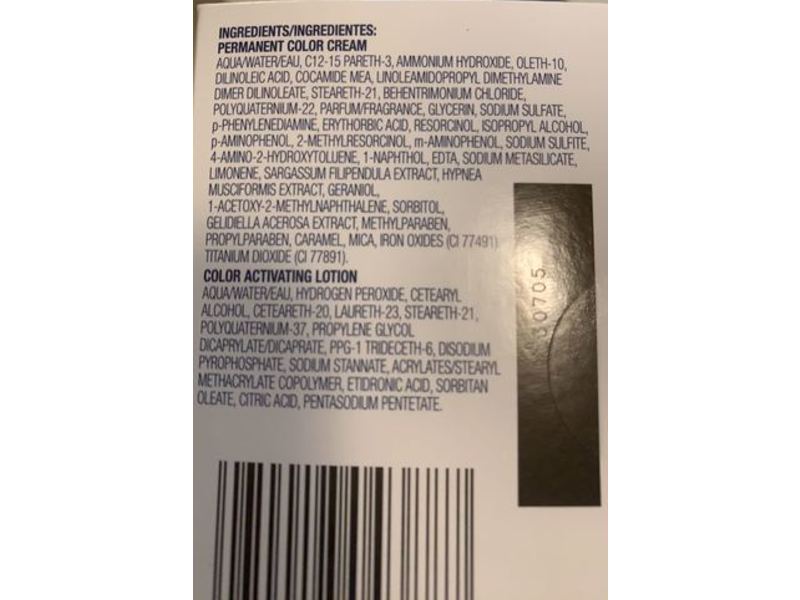 INGREDIENTS/INGREDIENTES:
PERMANENT COLOR CREAM
AQUA/WATER/EAU, C12-15 PARETH-3, AMMONIUM HYDROXIDE, OLETH-10,
DILINOLEIC ACID, COCAMIDE MEA, LINOLEAMIDOPROPYL DIMETHYLAMINE
DIMER DILINOLEATE, STEARETH-21, BEHENTRIMONIUM CHLORIDE,
POLYQUATERNIUM-22, PARFUM/FRAGRANCE, GLYCERIN, SODIUM SULFATE,
p-PHENYLENEDIAMINE, ERYTHORBIC ACID, RESORCINOL, ISOPROPYL ALCOHOL,
p-AMINOPHENOL, 2-METHYLRESORCINOL, m-AMINOPHENOL, SODIUM SULFITE,
4-AMINO-2-HYDROXYTOLUENE, 1-NAPHTHOL, EDTA, SODIUM METASILICATE,
LIMONENE, SARGASSUM FILIPENDULA EXTRACT, HYPNEA
MUSCIFORMIS EXTRACT, GERANIOL,
1-ACETOXY-2-METHYLNAPHTHALENE, SORBITOL,
GELIDIELLA ACEROSA EXTRACT, METHYLPARABEN,
PROPYLPARABEN, CARAMEL, MICA, IRON OXIDES (CI 77491)
TITANIUM DIOXIDE (CI 77891).
COLOR ACTIVATING LOTION
AQUA/WATER/EAU, HYDROGEN PEROXIDE, CETEARYL
ALCOHOL, CETEARETH-20, LAURETH-23, STEARETH-21,
POLYQUATERNIUM-37, PROPYLENE GLYCOL
DICAPRYLATE/DICAPRATE, PPG-1 TRIDECETH-6, DISODIUM
PYROPHOSPHATE, SODIUM STANNATE, ACRYLATES/STEARYL
METHACRYLATE COPOLYMER, ETIDRONIC ACID, SORBITAN
OLEATE, CITRIC ACID, PENTASODIUM PENTETATE.
30705